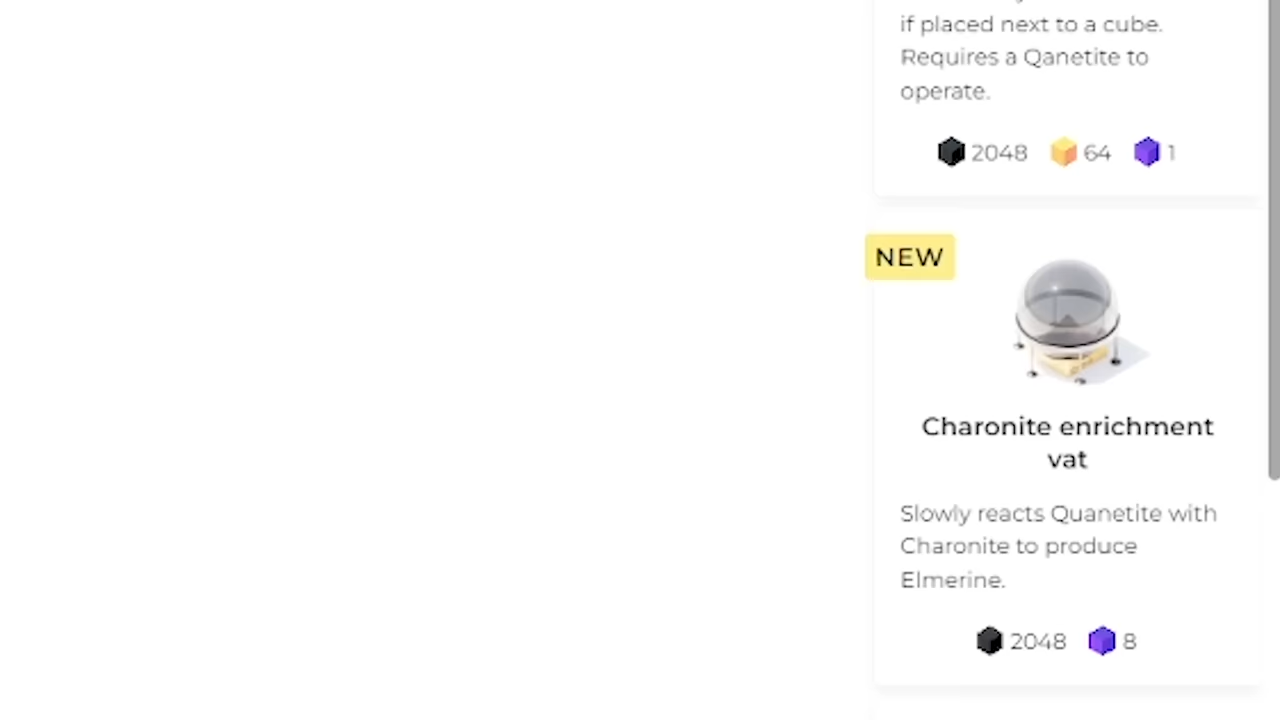 if placed next to a cube.
Requires a Qanetite to
operate.
2048 64 1
NEW
Charonite enrichment
vat
Slowly reacts Quanetite with
Charonite to produce
Elmerine.
2048 8